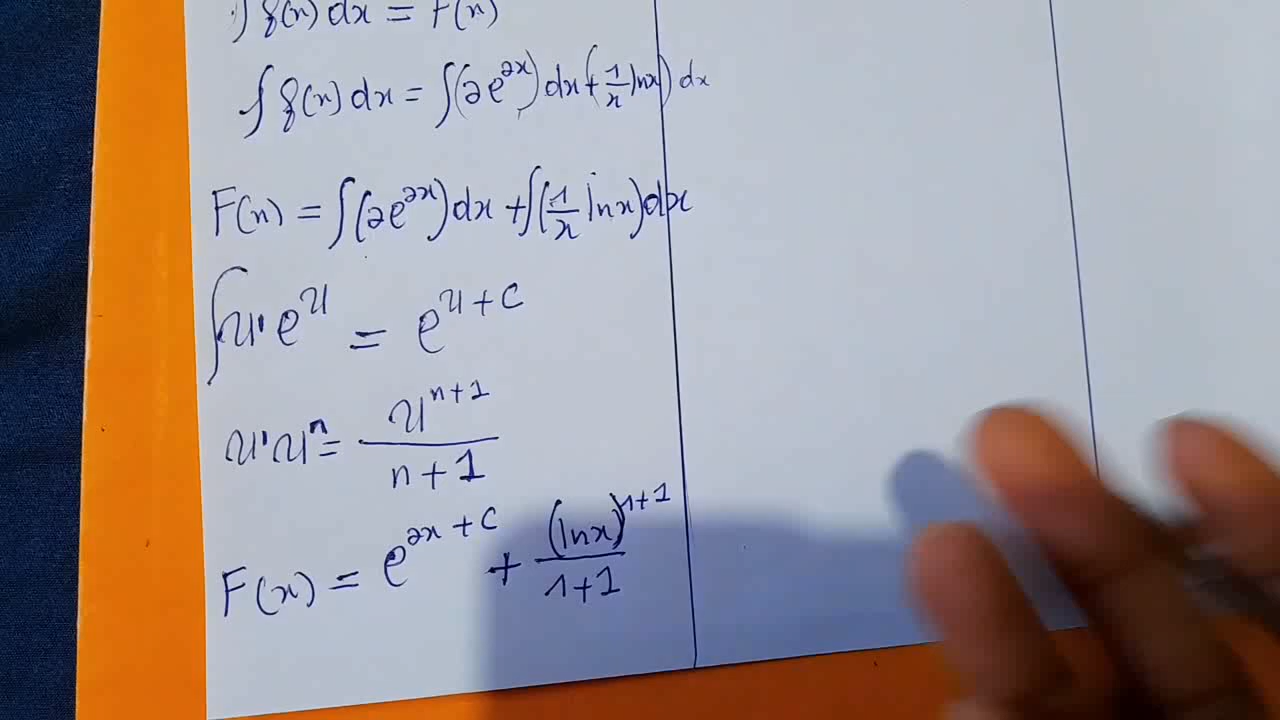 ∫f(x)dx = F(x)
∫f(x)dx = ∫(2e^{2x})dx + (1/x lnx)dx
F(x) = ∫(2e^{2x})dx + ∫(1/x lnx)dx
∫u'e^u = e^{u+c}
u'u^n = u^{n+1}/n+1
F(x) = e^{2x+c} + (lnx)^{1+1}/1+1